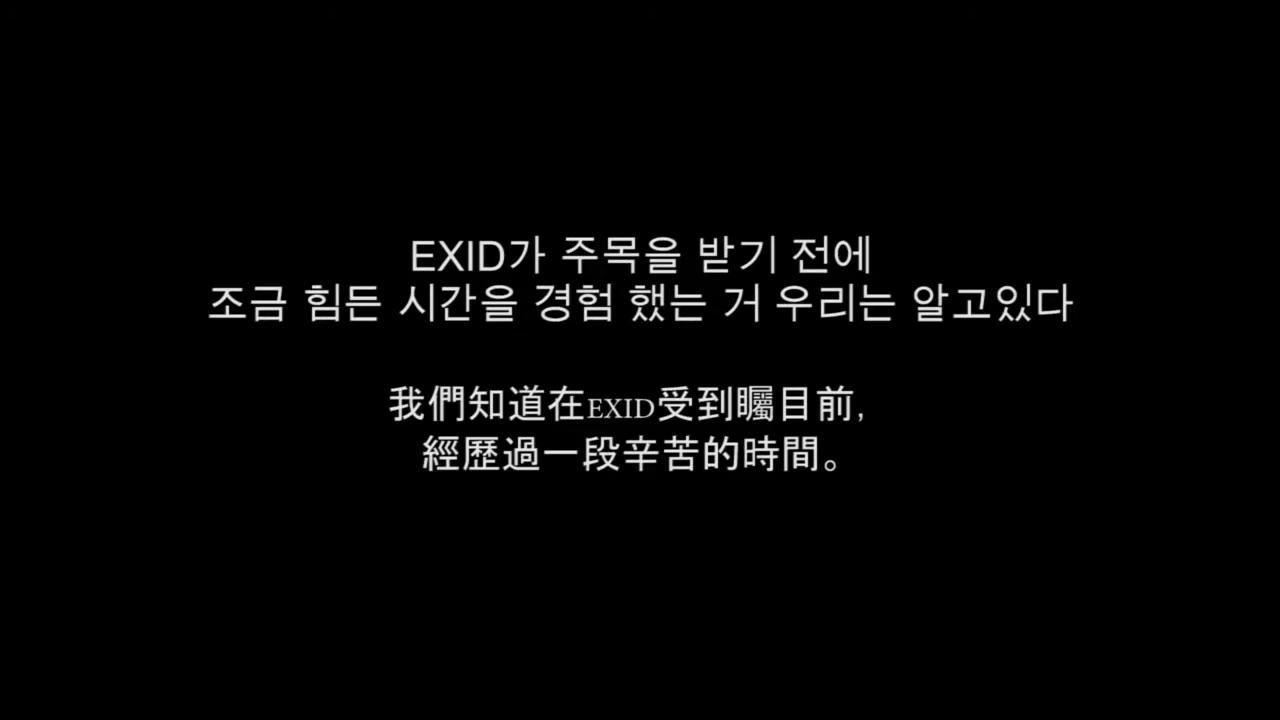 EXID가 주목을 받기 전에
조금 힘든 시간을 경험 했는 거 우리는 알고있다
我們知道在EXID受到矚目前,
經歷過一段辛苦的時間。